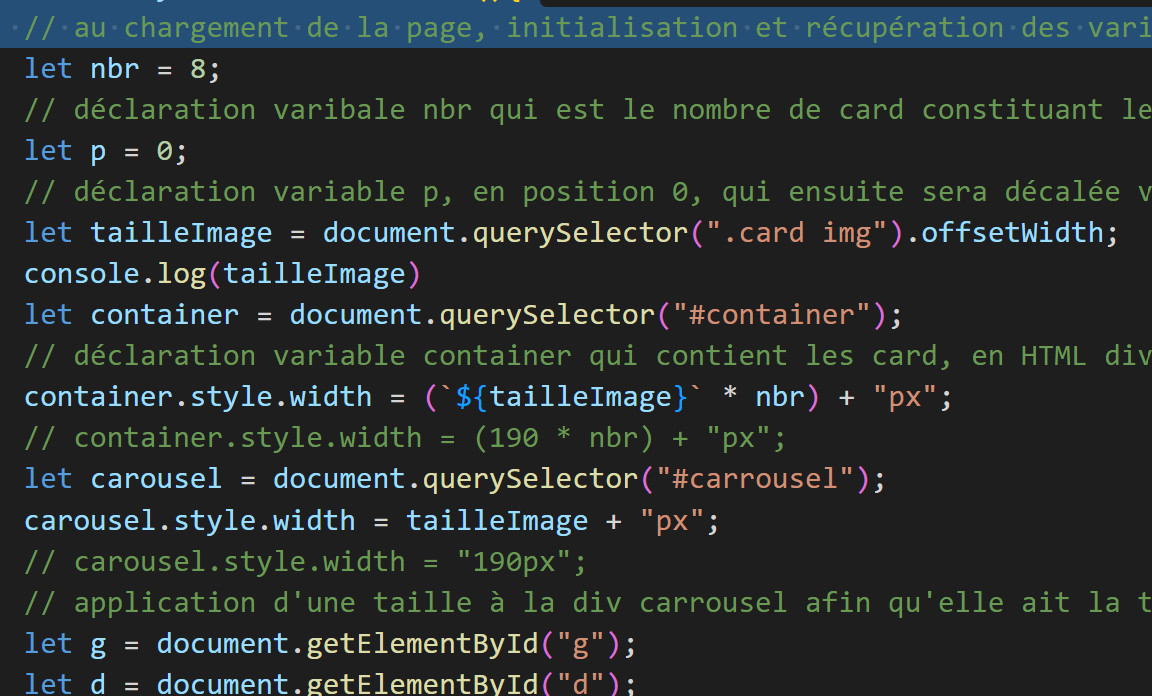 // au chargement de la page, initialisation et récupération des vari
let nbr = 8;
// déclaration varibale nbr qui est le nombre de card constituant le
let p = 0;
// déclaration variable p, en position 0, qui ensuite sera décalée v
let tailleImage = document.querySelector(".card img").offsetWidth;
console.log(tailleImage)
let container = document.querySelector("#container");
// déclaration variable container qui contient les card, en HTML div
container.style.width = (`${tailleImage}` * nbr) + "px";
// container.style.width = (190 * nbr) + "px";
let carousel = document.querySelector("#carrousel");
carousel.style.width = tailleImage + "px";
// carousel.style.width = "190px";
// application d'une taille à la div carrousel afin qu'elle ait la t
let g = document.getElementById("g");
let d = document.getElementById("d");